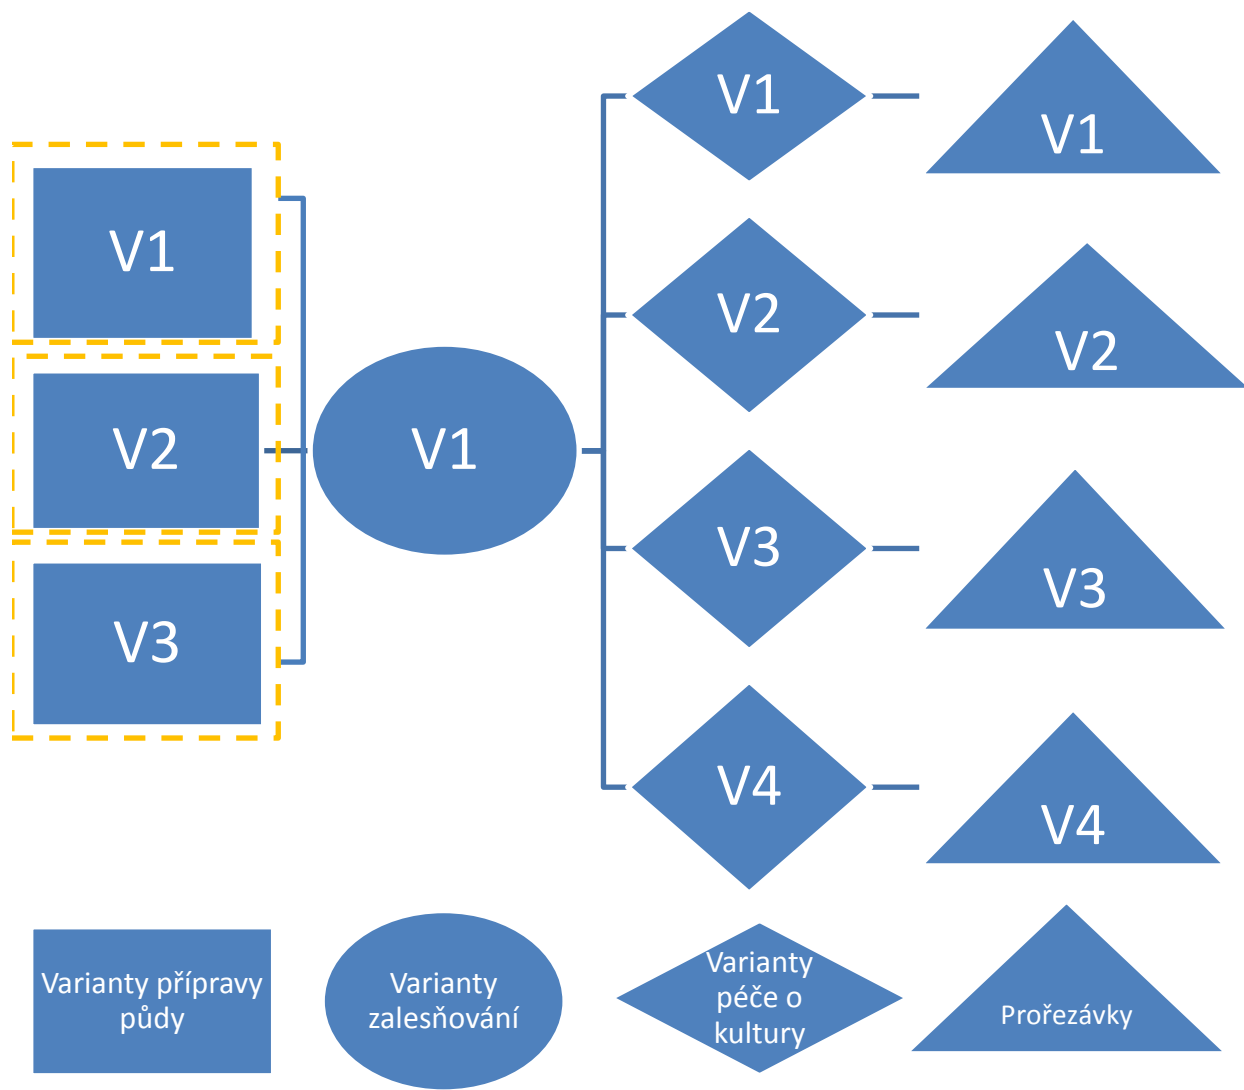 V1
V2
V3
V1
V1
V1
V2
V2
V3
V3
V4
V4
Varianty přípravy
půdy
Varianty
zalesňování
Varianty
péče o
kultury
Prořezávky